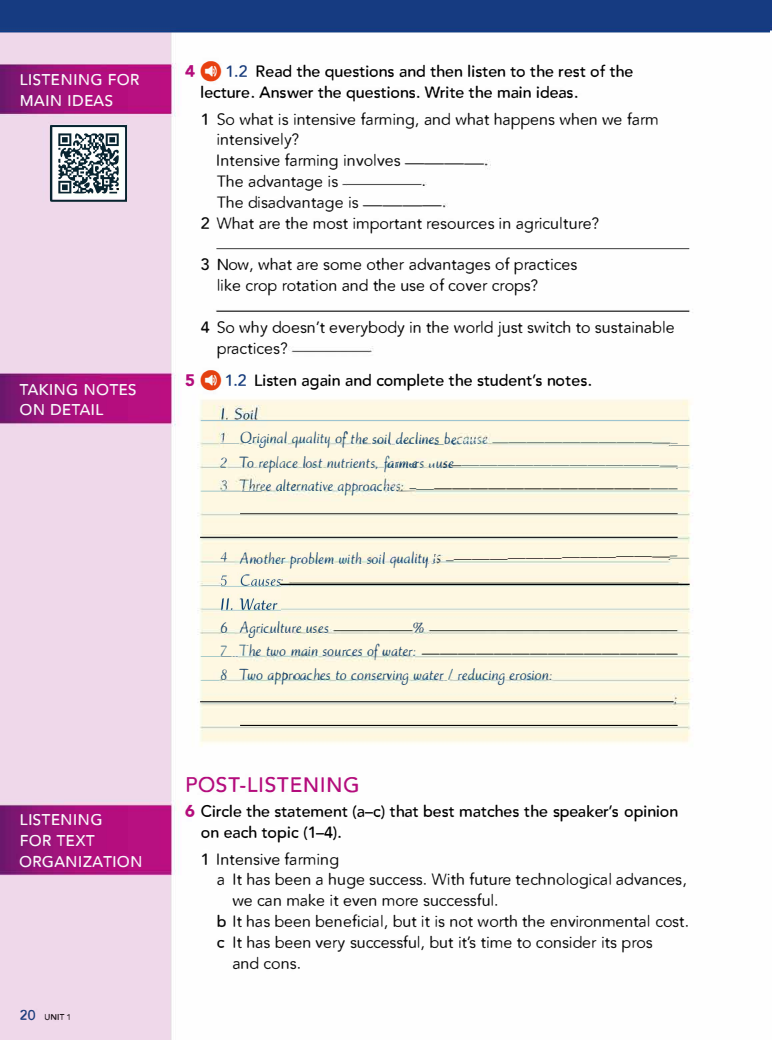 LISTENING FOR
MAIN IDEAS
4 1.2 Read the questions and then listen to the rest of the
lecture. Answer the questions. Write the main ideas.
1 So what is intensive farming, and what happens when we farm
intensively?
Intensive farming involves __________.
The advantage is __________.
The disadvantage is __________.
2 What are the most important resources in agriculture?
3 Now, what are some other advantages of practices
like crop rotation and the use of cover crops?
4 So why doesn't everybody in the world just switch to sustainable
practices? __________
TAKING NOTES
ON DETAIL
5 1.2 Listen again and complete the student's notes.
I. Soil
1 Original quality of the soil declines because
2 To replace lost nutrients, farmers use
3 Three alternative approaches:
4 Another problem with soil quality is
5 Causes:
II. Water
6 Agriculture uses __________ %
7 The two main sources of water:
8 Two approaches to conserving water / reducing erosion:
;
POST-LISTENING
LISTENING
FOR TEXT
ORGANIZATION
6 Circle the statement (a–c) that best matches the speaker's opinion
on each topic (1–4).
1 Intensive farming
a It has been a huge success. With future technological advances,
we can make it even more successful.
b It has been beneficial, but it is not worth the environmental cost.
c It has been very successful, but it's time to consider its pros
and cons.
20 UNIT 1